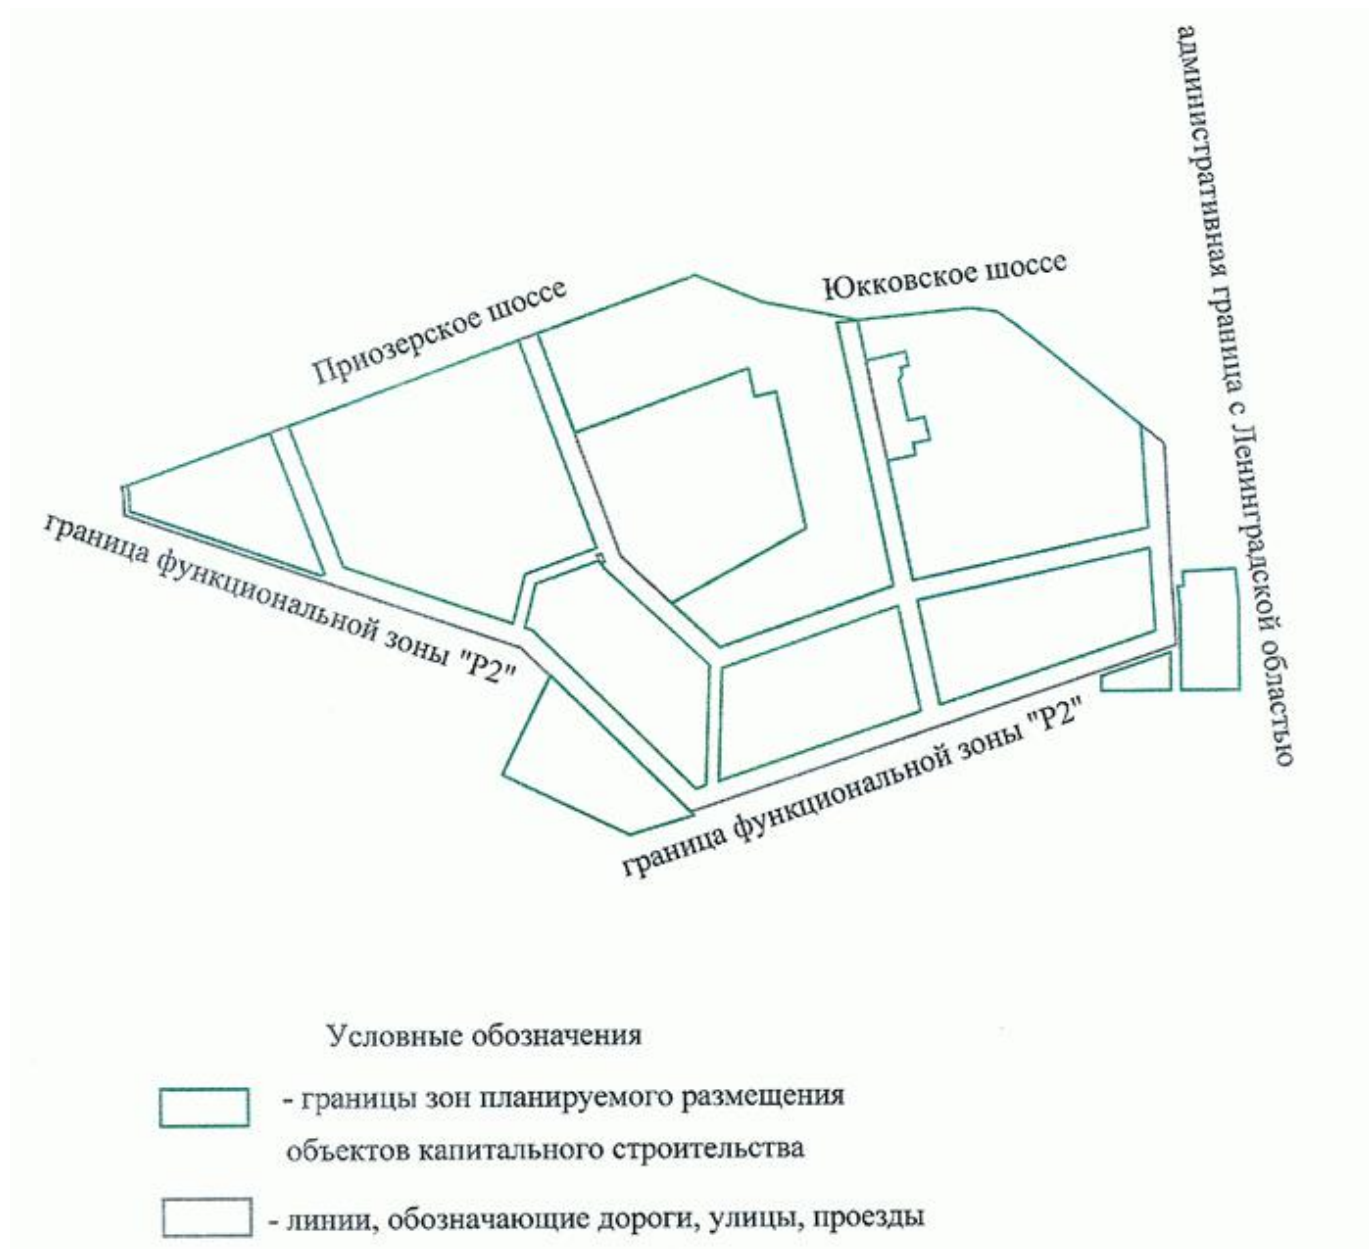 административная граница с Ленинградской областью
Юкковское шоссе
Приозерское шоссе
граница функциональной зоны "Р2"
граница функциональной зоны "Р2"
Условные обозначения
- границы зон планируемого размещения
объектов капитального строительства
- линии, обозначающие дороги, улицы, проезды